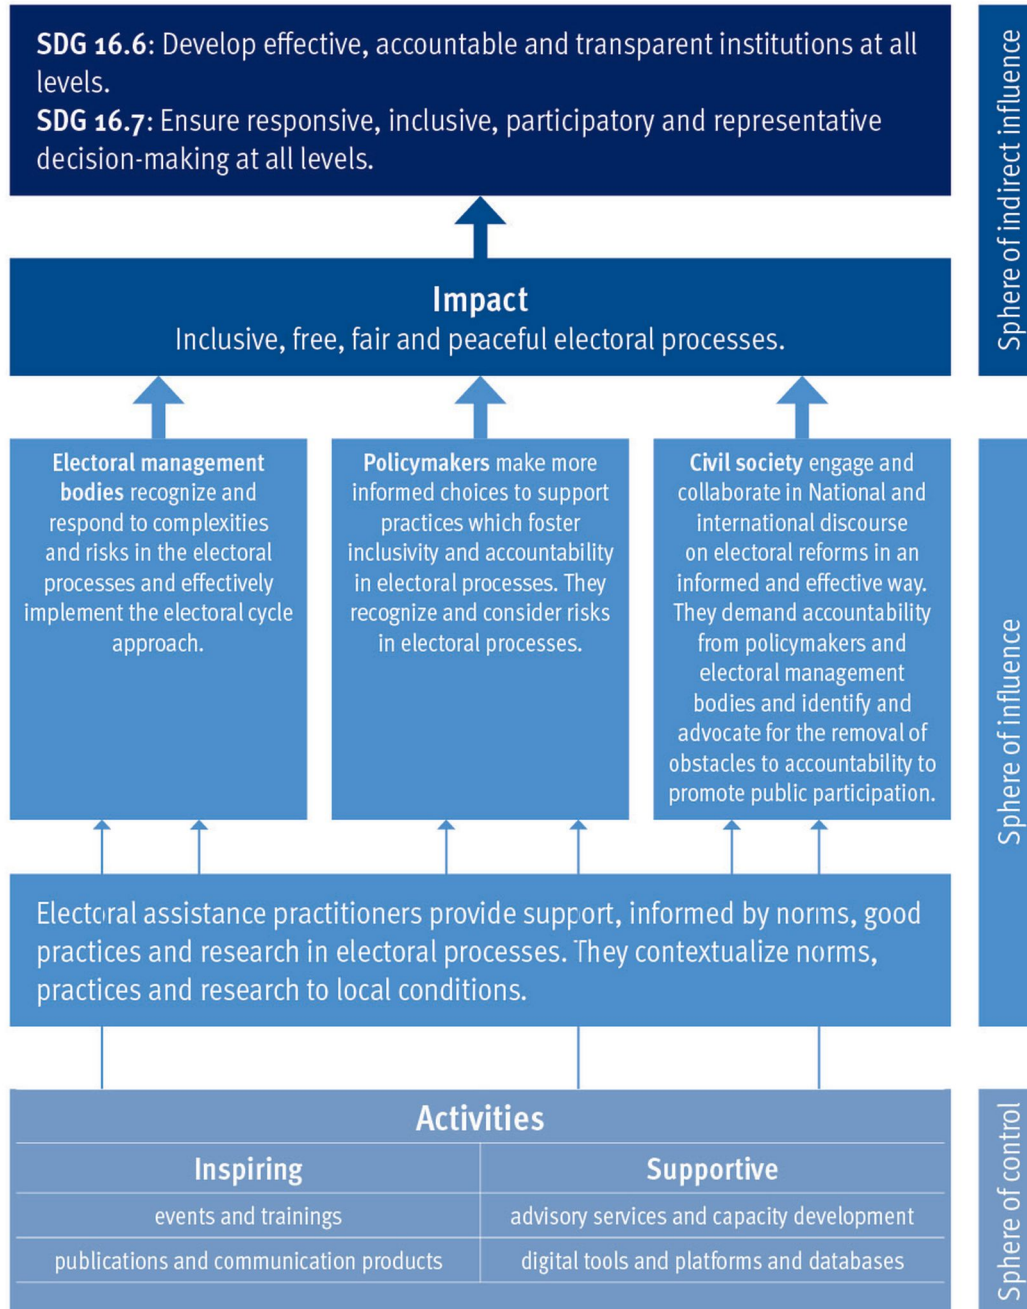 SDG 16.6: Develop effective, accountable and transparent institutions at all
levels.
SDG 16.7: Ensure responsive, inclusive, participatory and representative
decision-making at all levels.
Sphere of indirect influence
Impact
Inclusive, free, fair and peaceful electoral processes.
Electoral management
bodies recognize and
respond to complexities
and risks in the electoral
processes and effectively
implement the electoral cycle
approach.
Policymakers make more
informed choices to support
practices which foster
inclusivity and accountability
in electoral processes. They
recognize and consider risks
in electoral processes.
Civil society engage and
collaborate in National and
international discourse
on electoral reforms in an
informed and effective way.
They demand accountability
from policymakers and
electoral management
bodies and identify and
advocate for the removal of
obstacles to accountability to
promote public participation.
Sphere of influence
Electoral assistance practitioners provide support, informed by norms, good
practices and research in electoral processes. They contextualize norms,
practices and research to local conditions.
Activities
Inspiring
Supportive
events and trainings
advisory services and capacity development
publications and communication products
digital tools and platforms and databases
Sphere of control